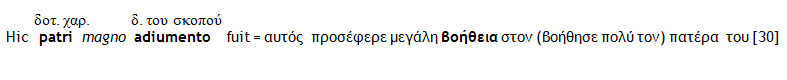 δοτ. χαρ. δ. του σκοπού
Hic patri magno adiumento fuit = αυτός προσέφερε μεγάλη βοήθεια στον (βοήθησε πολύ τον) πατέρα του [30]